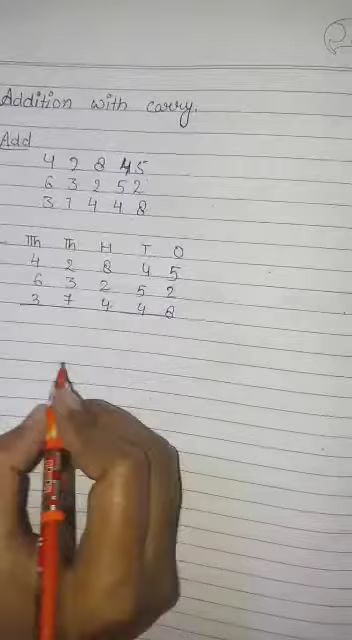 Addition with carry.
Add
4 2 8 4 5
6 3 2 5 2
3 7 4 4 8
Th Th H T O
4 2 8 4 5
6 3 2 5 2
3 7 4 4 8